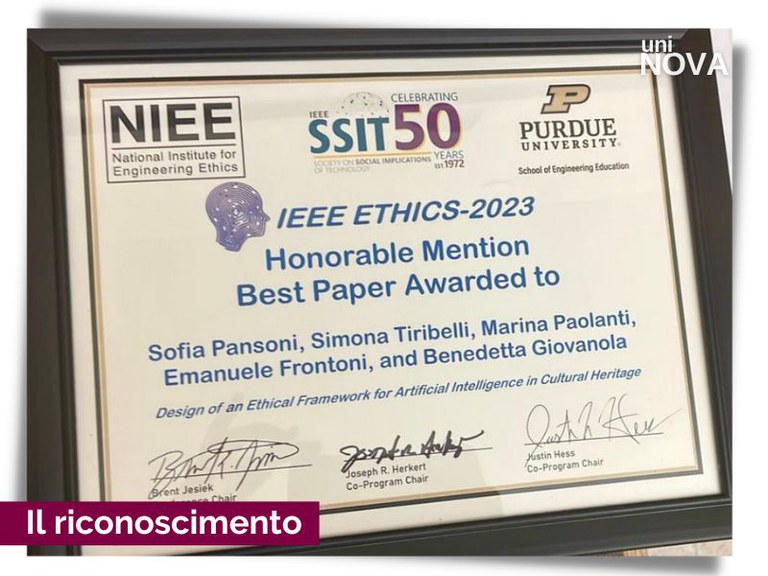 uni
NOVA
NIEE
National Institute for
Engineering Ethics
IEEE
CELEBRATING
SSIT50
SOCIETY ON SOCIAL IMPLICATIONS
OF TECHNOLOGY
YEARS
EST.1972
P
PURDUE
UNIVERSITY®
School of Engineering Education
IEEE ETHICS-2023
Honorable Mention
Best Paper Awarded to
Sofia Pansoni, Simona Tiribelli, Marina Paolanti,
Emanuele Frontoni, and Benedetta Giovanola
Design of an Ethical Framework for Artificial Intelligence in Cultural Heritage
Brent Jesiek
Chair
Joseph R. Herkert
Co-Program Chair
Justin Hess
Co-Program Chair
Il riconoscimento